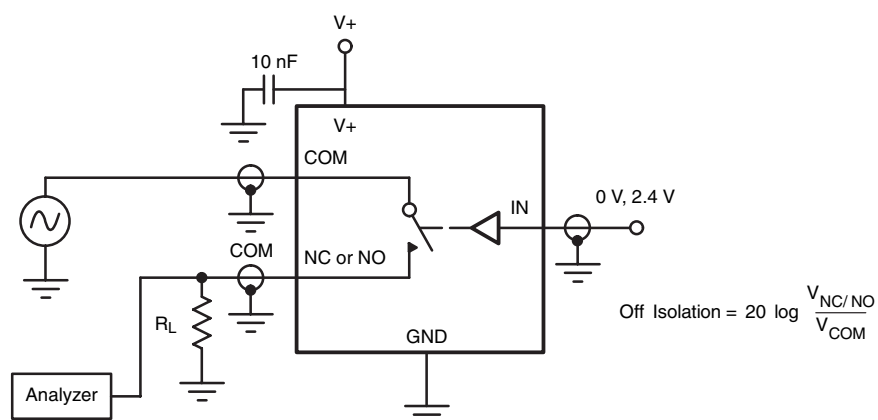 V+
10 nF
V+
COM
0 V, 2.4 V
IN
COM
NC or NO
Off Isolation = 20 log V_NC/NO / V_COM
R_L
GND
Analyzer